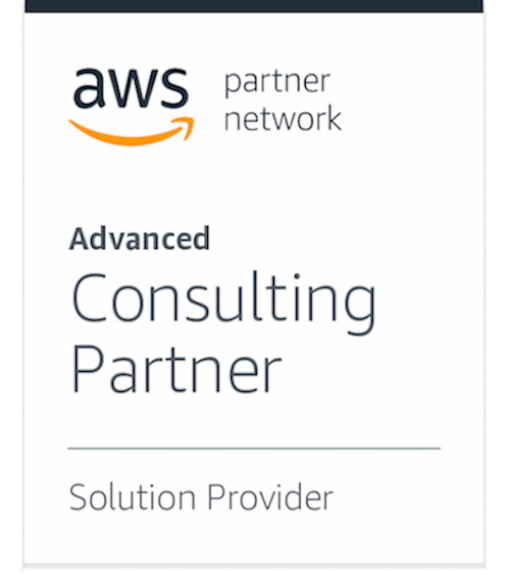 aws
partner
network
Advanced
Consulting
Partner
Solution Provider